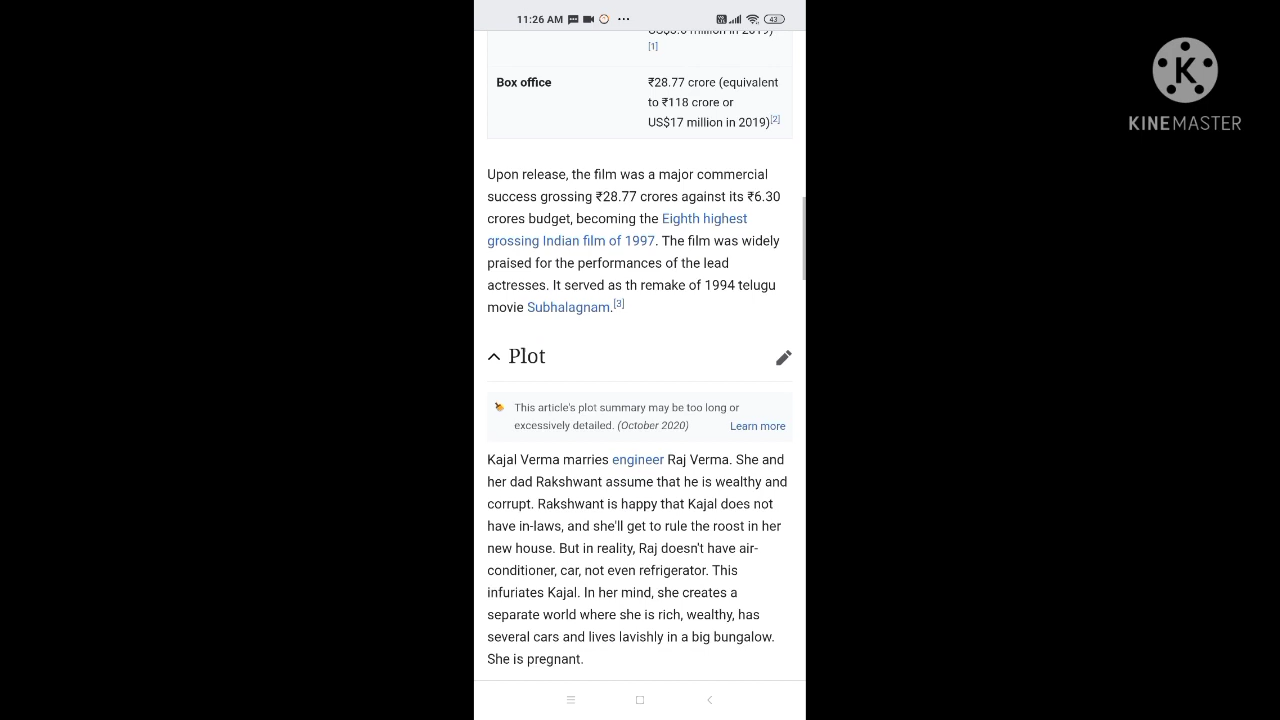 11:26 AM ...
43
US$5.0 million in 2019)
[1]
Box office
₹28.77 crore (equivalent
to ₹118 crore or
US$17 million in 2019)[2]
Upon release, the film was a major commercial
success grossing ₹28.77 crores against its ₹6.30
crores budget, becoming the Eighth highest
grossing Indian film of 1997. The film was widely
praised for the performances of the lead
actresses. It served as th remake of 1994 telugu
movie Subhalagnam.[3]
Plot
This article's plot summary may be too long or
excessively detailed. (October 2020)
Learn more
Kajal Verma marries engineer Raj Verma. She and
her dad Rakshwant assume that he is wealthy and
corrupt. Rakshwant is happy that Kajal does not
have in-laws, and she'll get to rule the roost in her
new house. But in reality, Raj doesn't have air-
conditioner, car, not even refrigerator. This
infuriates Kajal. In her mind, she creates a
separate world where she is rich, wealthy, has
several cars and lives lavishly in a big bungalow.
She is pregnant.
K
KINEMASTER